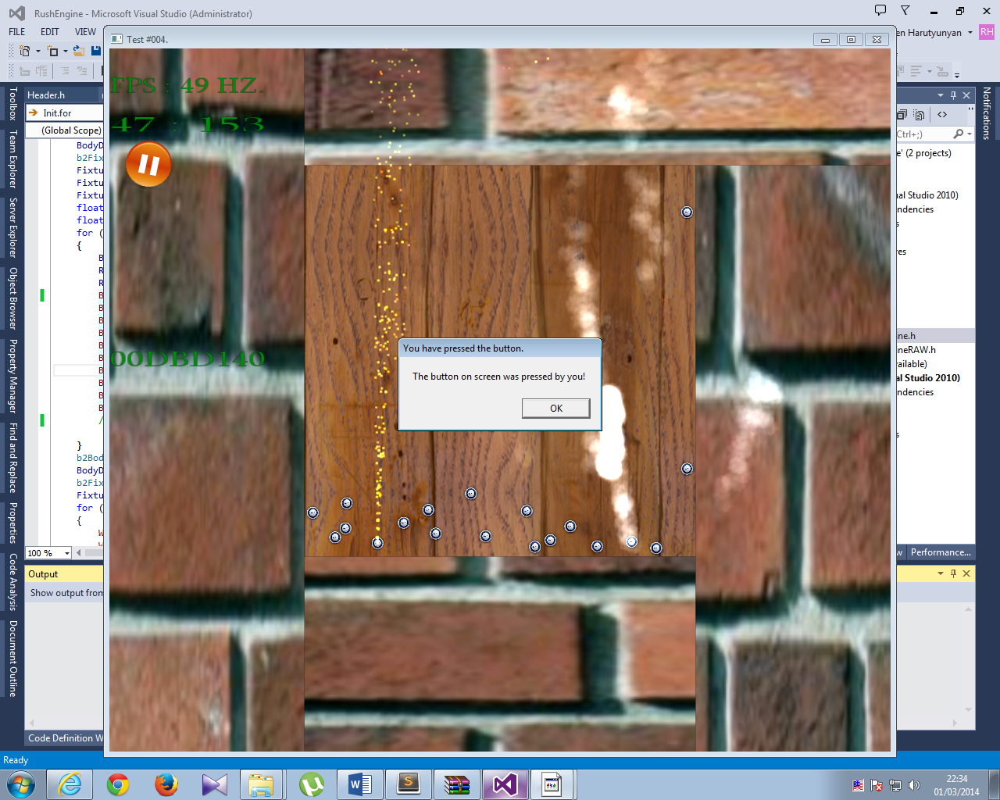 RushEngine - Microsoft Visual Studio (Administrator)
FILE EDIT VIEW
en Harutyunyan RH
Test #004.
FPS : 49 HZ.
47 : 153
00DBD140
Header.h
Init.for
(Global Scope)
BodyD
b2Fix
Fixtu
Fixtu
Fixtu
float
float
for (
{
B
R
R
B
B
B
B
B
B
B
B
B
B
/
}
b2Bod
BodyD
b2Fix
Fixtu
for (
{
W
100 %
Output
Show output from
Code Definition W
Ready
Toolbox
Team Explorer
Server Explorer
Object Browser
Property Manager
Find and Replace
Properties
Code Analysis
Document Outline
You have pressed the button.
The button on screen was pressed by you!
OK
Notifications
Ctrl+;)
e' (2 projects)
ual Studio 2010)
ndencies
s
res
ine.h
ineRAW.h
vailable)
al Studio 2010)
ndencies
s
w Performance...
22:34
01/03/2014